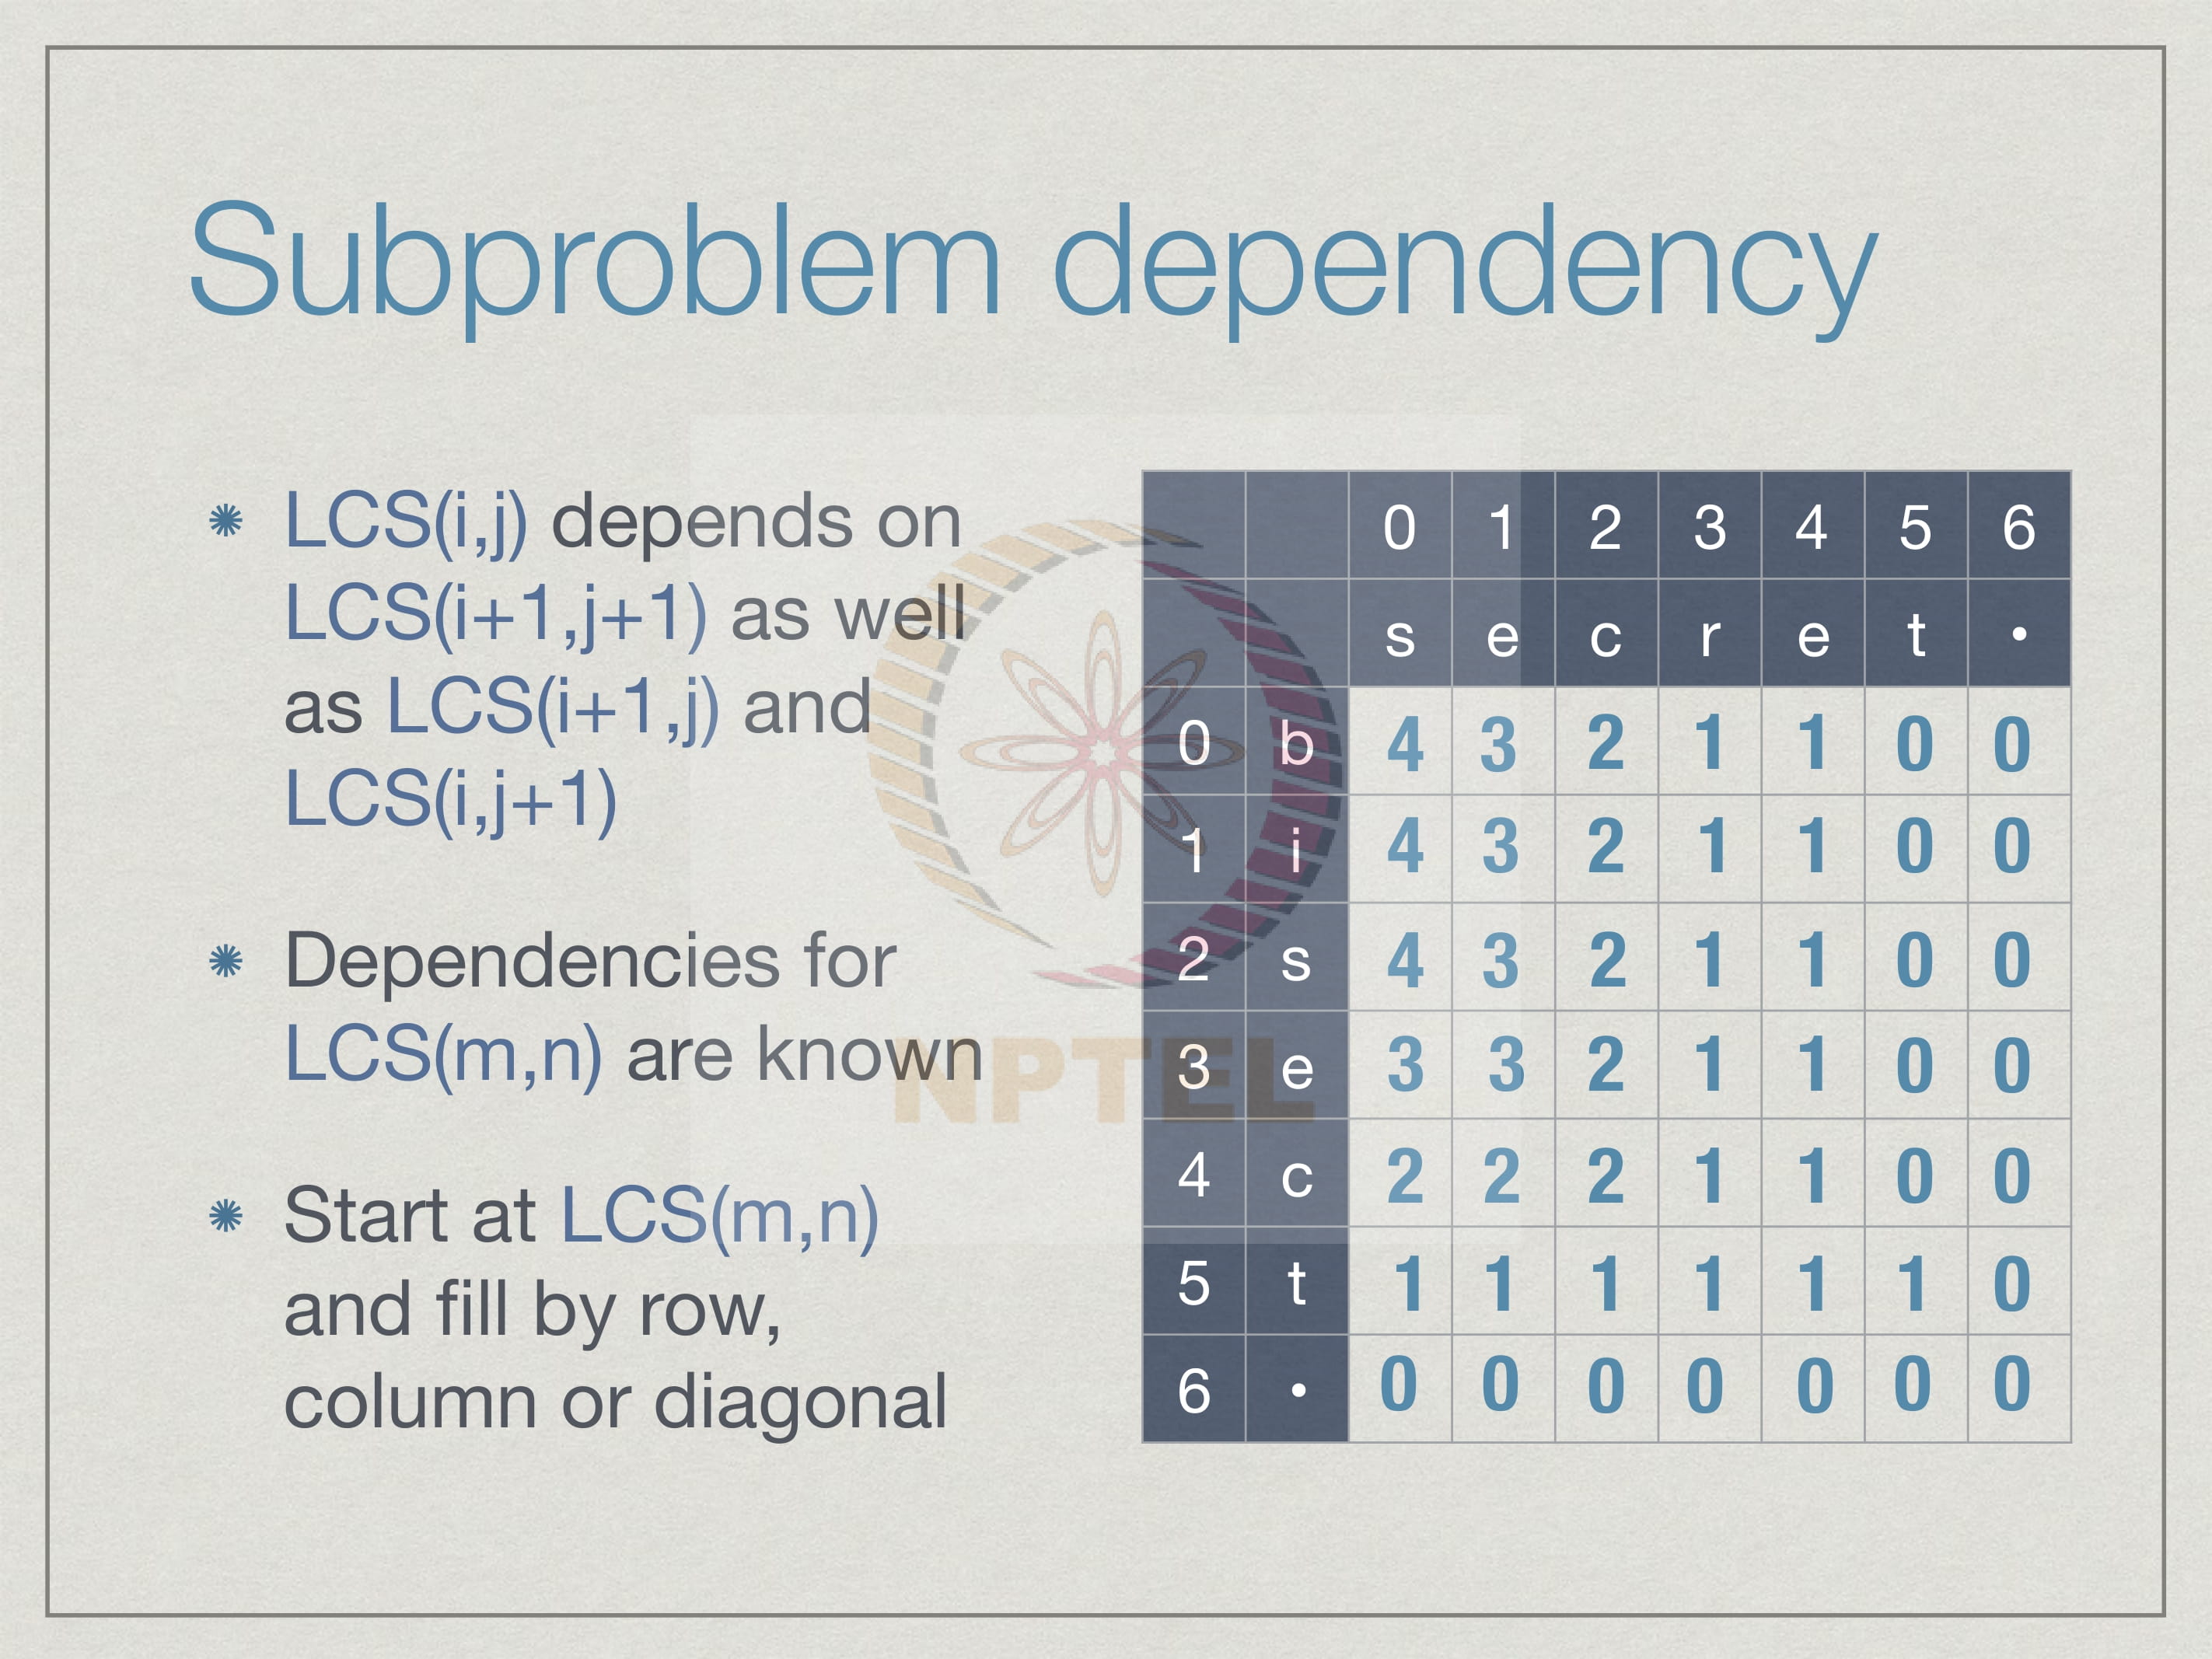 Subproblem dependency
LCS(i,j) depends on
LCS(i+1,j+1) as well
as LCS(i+1,j) and
LCS(i,j+1)
Dependencies for
LCS(m,n) are known
Start at LCS(m,n)
and fill by row,
column or diagonal
0 1 2 3 4 5 6
s e c r e t •
0 b 4 3 2 1 1 0 0
1 i 4 3 2 1 1 0 0
2 s 4 3 2 1 1 0 0
3 e 3 3 2 1 1 0 0
4 c 2 2 2 1 1 0 0
5 t 1 1 1 1 1 1 0
6 • 0 0 0 0 0 0 0
NPTEL